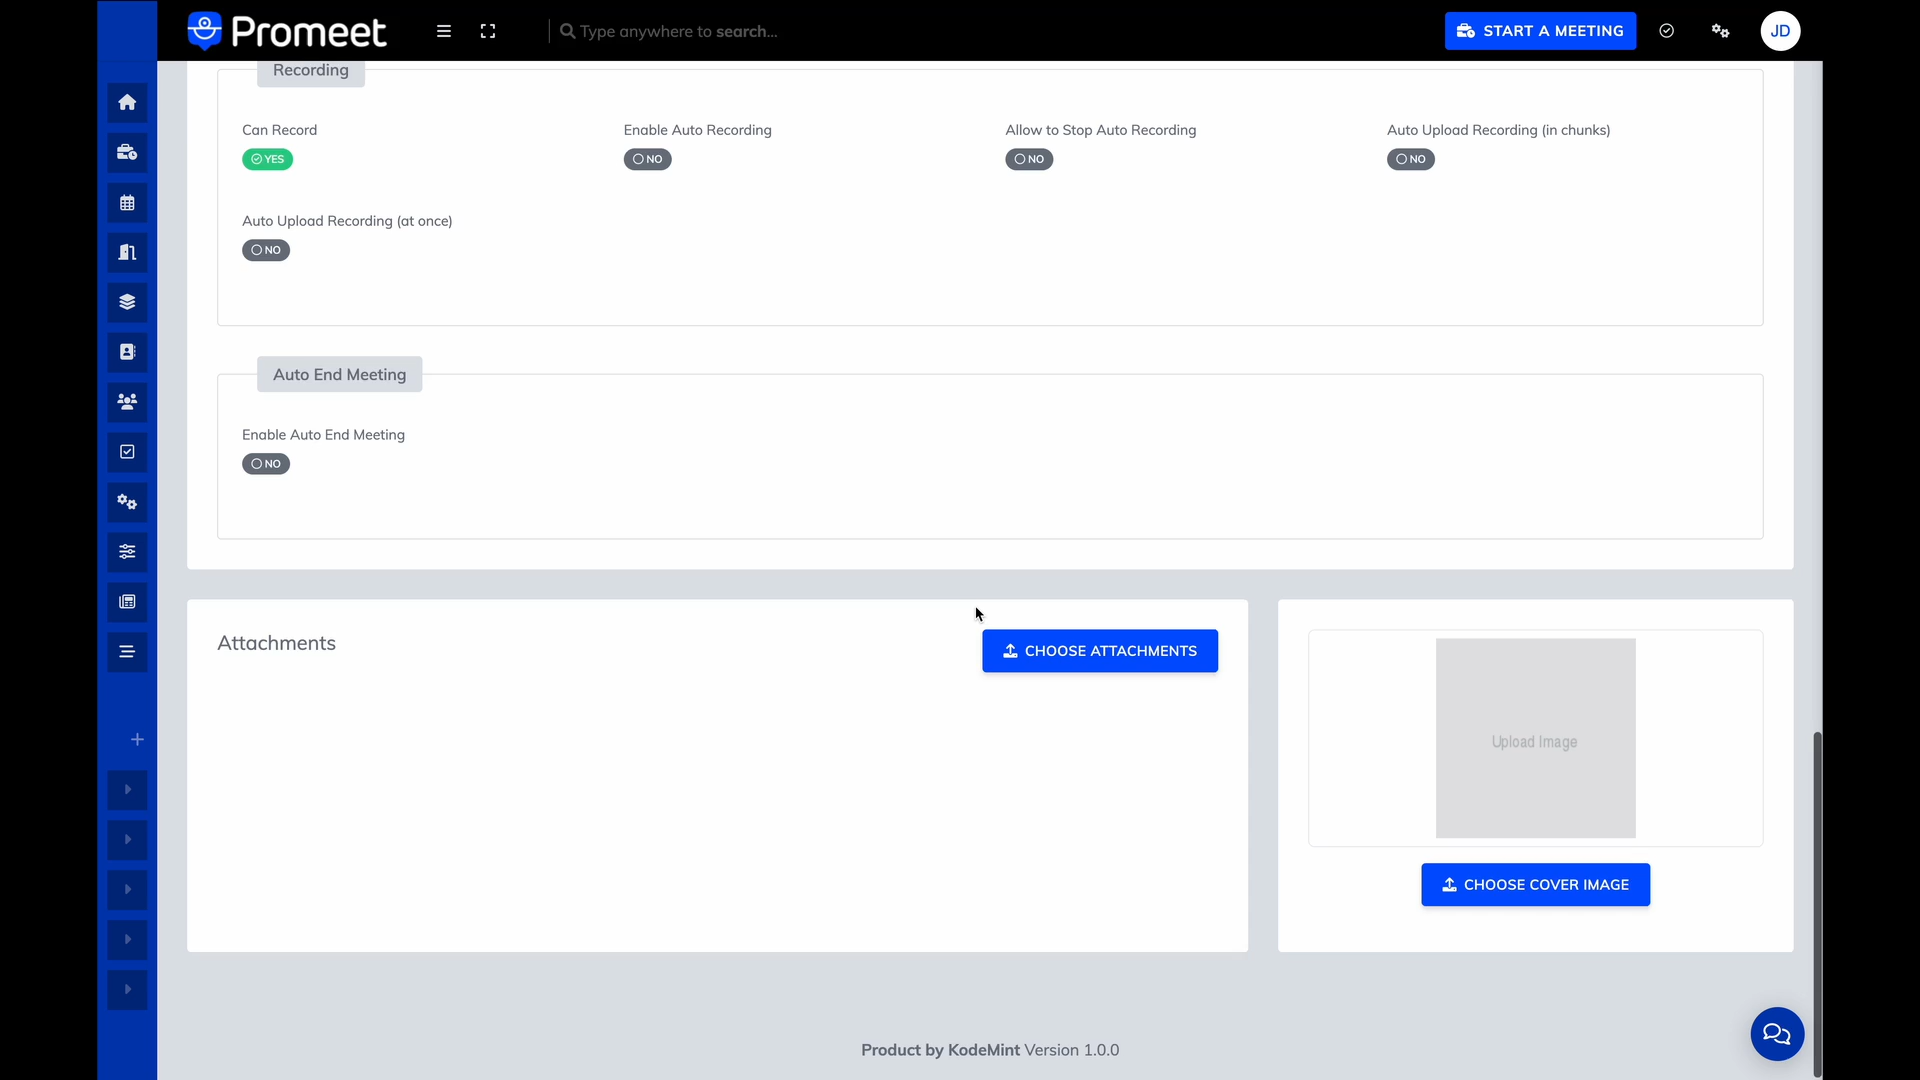 Promeet
Type anywhere to search...
START A MEETING
JD
Recording
Can Record
YES
Enable Auto Recording
NO
Allow to Stop Auto Recording
NO
Auto Upload Recording (in chunks)
NO
Auto Upload Recording (at once)
NO
Auto End Meeting
Enable Auto End Meeting
NO
Attachments
CHOOSE ATTACHMENTS
Upload Image
CHOOSE COVER IMAGE
Product by KodeMint Version 1.0.0